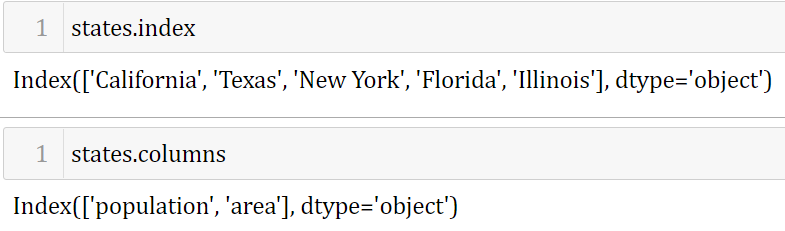 1 states.index
Index(['California', 'Texas', 'New York', 'Florida', 'Illinois'], dtype='object')
1 states.columns
Index(['population', 'area'], dtype='object')